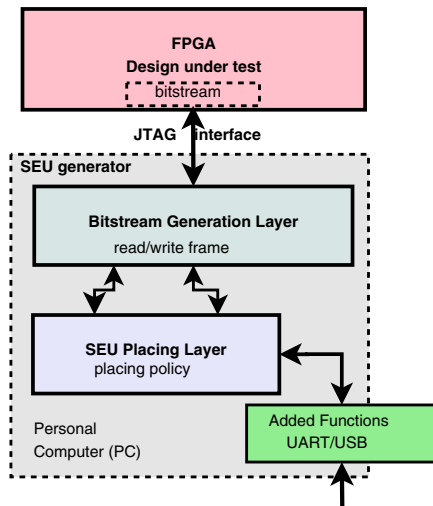 FPGA
Design under test
bitstream
JTAG interface
SEU generator
Bitstream Generation Layer
read/write frame
SEU Placing Layer
placing policy
Added Functions
UART/USB
Personal
Computer (PC)